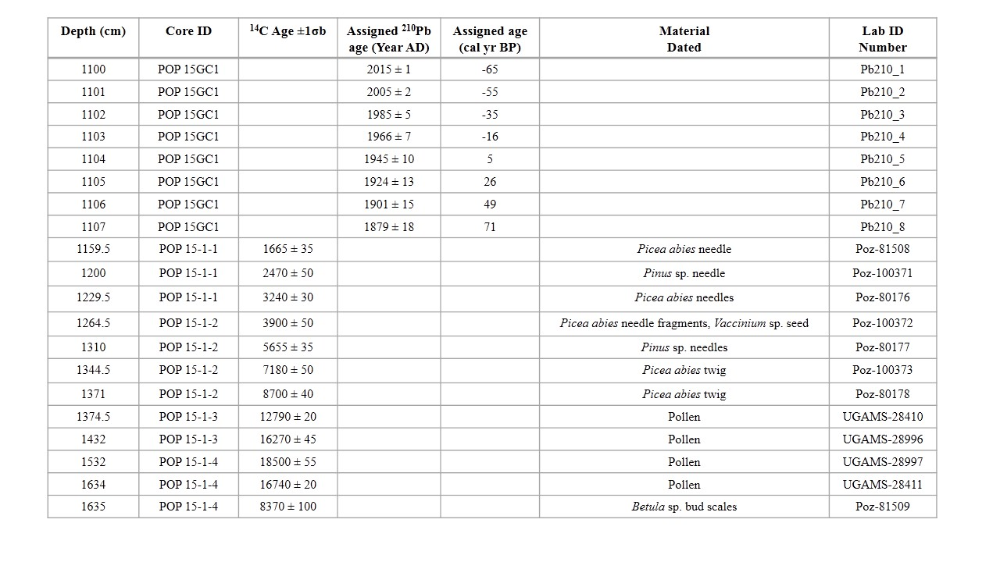 Depth (cm) Core ID ¹⁴C Age ±1σb Assigned ²¹⁰Pb Assigned age Material Lab ID
age (Year AD) (cal yr BP) Dated Number
1100 POP 15GC1 2015 ± 1 -65 Pb210_1
1101 POP 15GC1 2005 ± 2 -55 Pb210_2
1102 POP 15GC1 1985 ± 5 -35 Pb210_3
1103 POP 15GC1 1966 ± 7 -16 Pb210_4
1104 POP 15GC1 1945 ± 10 5 Pb210_5
1105 POP 15GC1 1924 ± 13 26 Pb210_6
1106 POP 15GC1 1901 ± 15 49 Pb210_7
1107 POP 15GC1 1879 ± 18 71 Pb210_8
1159.5 POP 15-1-1 1665 ± 35 Picea abies needle Poz-81508
1200 POP 15-1-1 2470 ± 50 Pinus sp. needle Poz-100371
1229.5 POP 15-1-1 3240 ± 30 Picea abies needles Poz-80176
1264.5 POP 15-1-2 3900 ± 50 Picea abies needle fragments, Vaccinium sp. seed Poz-100372
1310 POP 15-1-2 5655 ± 35 Pinus sp. needles Poz-80177
1344.5 POP 15-1-2 7180 ± 50 Picea abies twig Poz-100373
1371 POP 15-1-2 8700 ± 40 Picea abies twig Poz-80178
1374.5 POP 15-1-3 12790 ± 20 Pollen UGAMS-28410
1432 POP 15-1-3 16270 ± 45 Pollen UGAMS-28996
1532 POP 15-1-4 18500 ± 55 Pollen UGAMS-28997
1634 POP 15-1-4 16740 ± 20 Pollen UGAMS-28411
1635 POP 15-1-4 8370 ± 100 Betula sp. bud scales Poz-81509